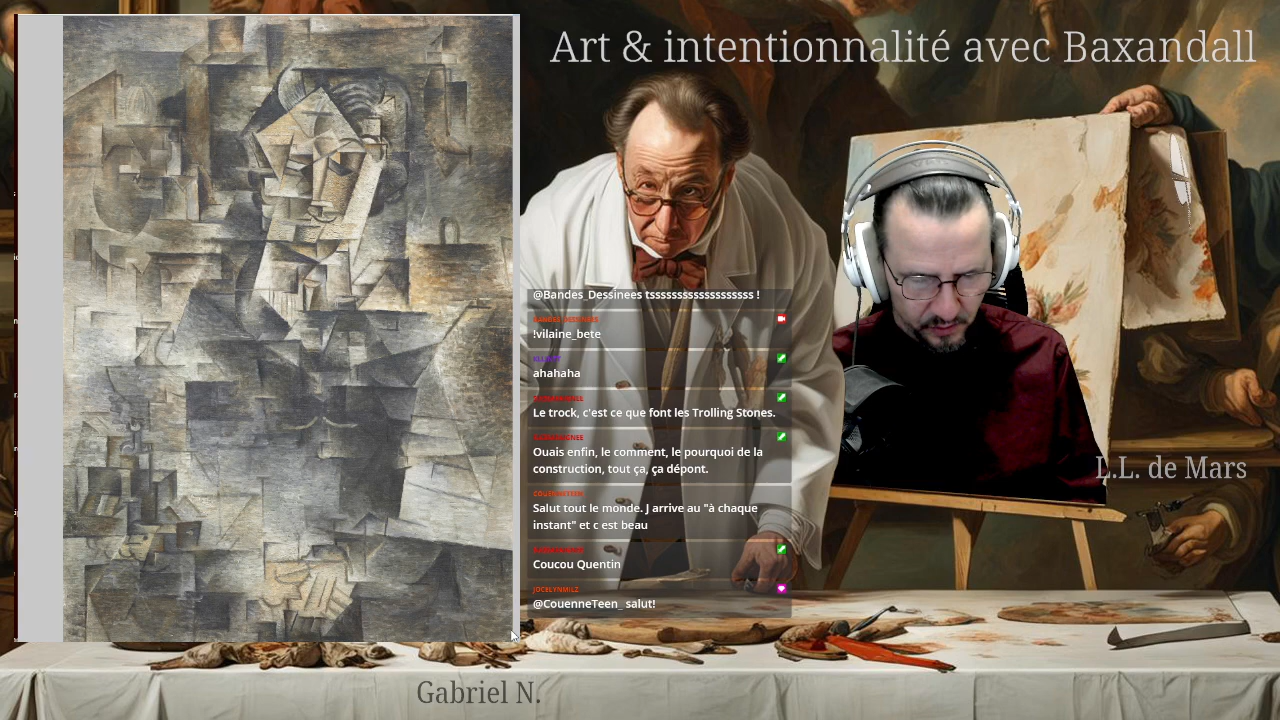 Art & intentionnalité avec Baxandall
@Bandes_Dessinees tsssssssssssssssssss !
!vilaine_bete
ahahaha
Le trock, c'est ce que font les Trolling Stones.
Ouais enfin, le comment, le pourquoi de la
construction, tout ça, ça dépont.
COUENNETEEN_
Salut tout le monde. J arrive au "à chaque
instant" et c est beau
Coucou Quentin
JOCELYNMILZ
@CouenneTeen_ salut!
L.L. de Mars
Gabriel N.